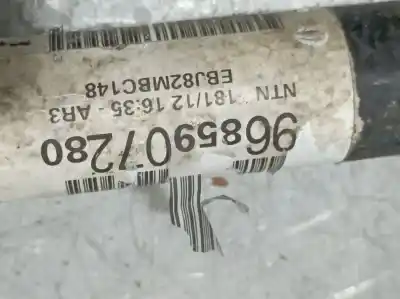 9685907280
NTN 181/12 16:35 - AR3
EBJ82MBC148